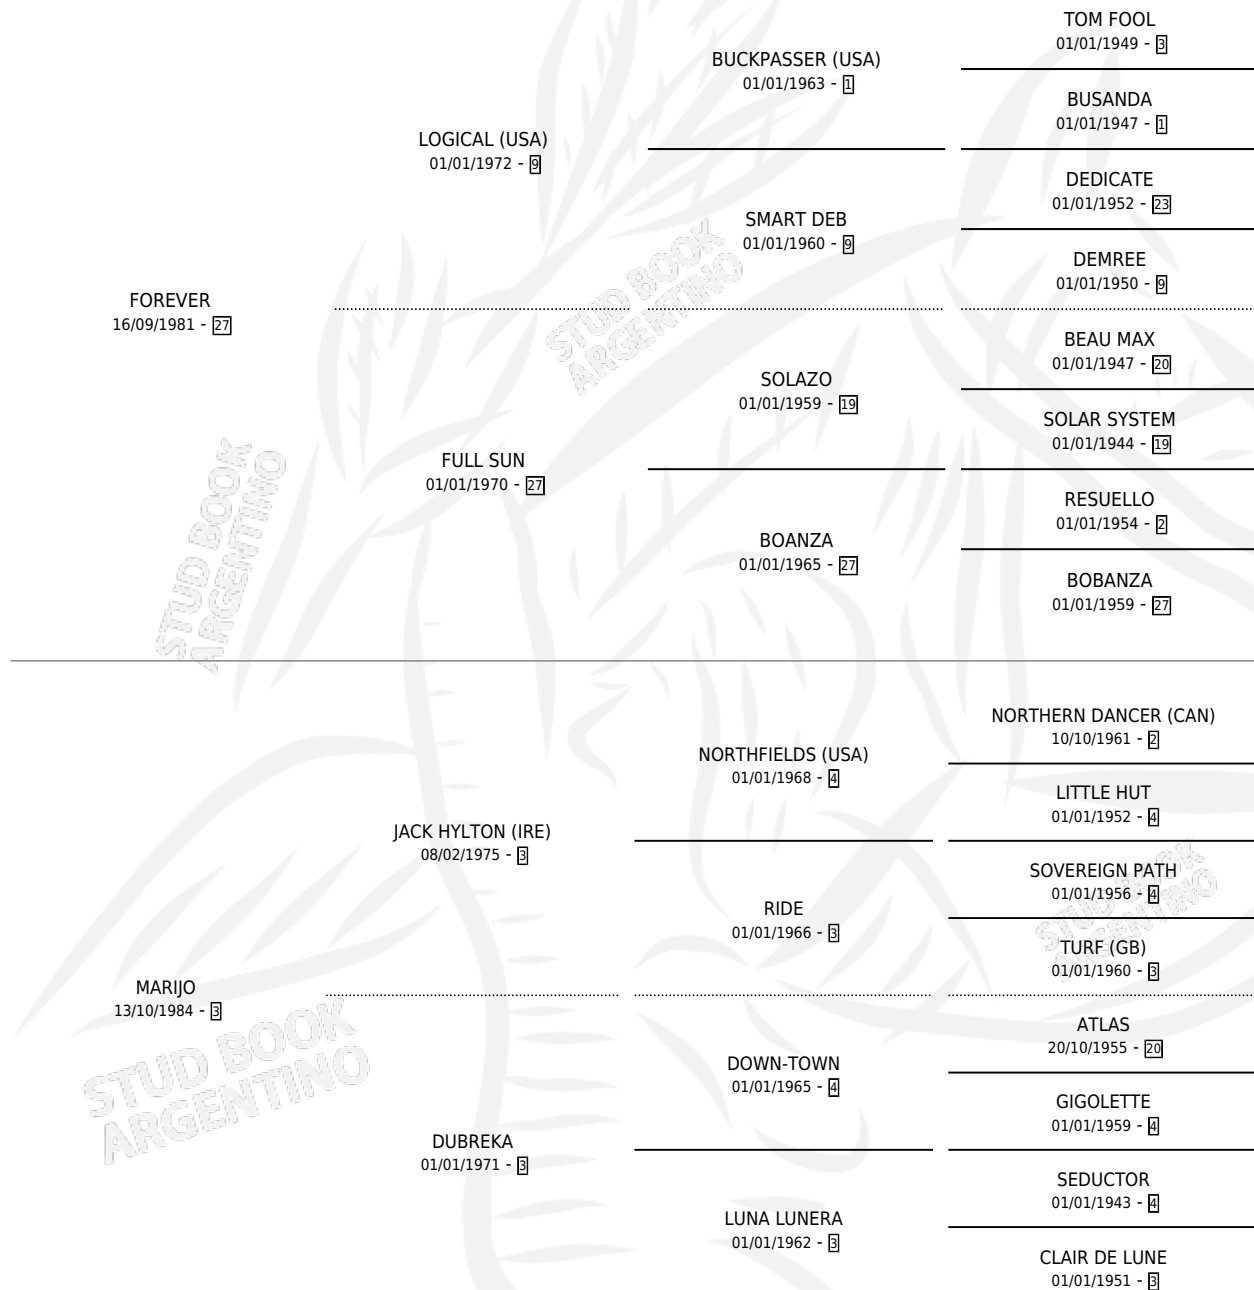 TOM FOOL
01/01/1949 - 3
BUCKPASSER (USA)
01/01/1963 - 1
BUSANDA
01/01/1947 - 1
LOGICAL (USA)
01/01/1972 - 9
DEDICATE
01/01/1952 - 23
SMART DEB
01/01/1960 - 9
DEMREE
01/01/1950 - 9
FOREVER
16/09/1981 - 27
BEAU MAX
01/01/1947 - 20
SOLAZO
01/01/1959 - 19
SOLAR SYSTEM
01/01/1944 - 19
FULL SUN
01/01/1970 - 27
RESUELLO
01/01/1954 - 2
BOANZA
01/01/1965 - 27
BOBANZA
01/01/1959 - 27
NORTHERN DANCER (CAN)
10/10/1961 - 2
NORTHFIELDS (USA)
01/01/1968 - 4
LITTLE HUT
01/01/1952 - 4
JACK HYLTON (IRE)
08/02/1975 - 3
SOVEREIGN PATH
01/01/1956 - 4
RIDE
01/01/1966 - 3
TURF (GB)
01/01/1960 - 3
MARIJO
13/10/1984 - 3
ATLAS
20/10/1955 - 20
DOWN-TOWN
01/01/1965 - 4
GIGOLETTE
01/01/1959 - 4
DUBREKA
01/01/1971 - 3
SEDUCTOR
01/01/1943 - 4
LUNA LUNERA
01/01/1962 - 3
CLAIR DE LUNE
01/01/1951 - 3
STUD BOOK
ARGENTINO
STUD BOOK
ARGENTINO
STUD BOOK
ARGENTINO
STUD BOOK
ARGENTINO